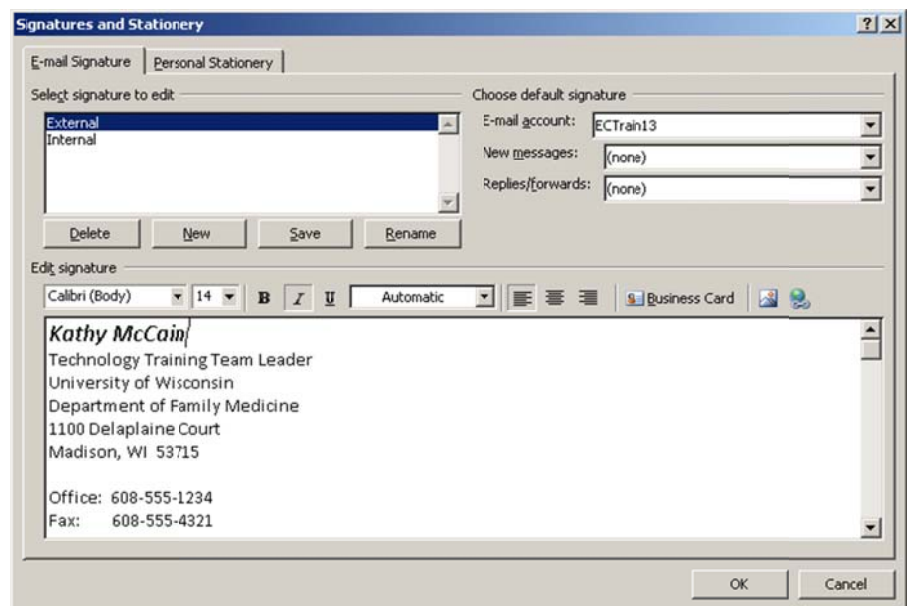 Signatures and Stationery
E-mail Signature
Personal Stationery
Select signature to edit
External
Internal
Delete
New
Save
Rename
Choose default signature
E-mail account:
ECTrain13
New messages:
(none)
Replies/forwards:
(none)
Edit signature
Calibri (Body)
14
B
I
U
Automatic
Business Card
Kathy McCain
Technology Training Team Leader
University of Wisconsin
Department of Family Medicine
1100 Delaplaine Court
Madison, WI 53715
Office: 608-555-1234
Fax: 608-555-4321
OK
Cancel